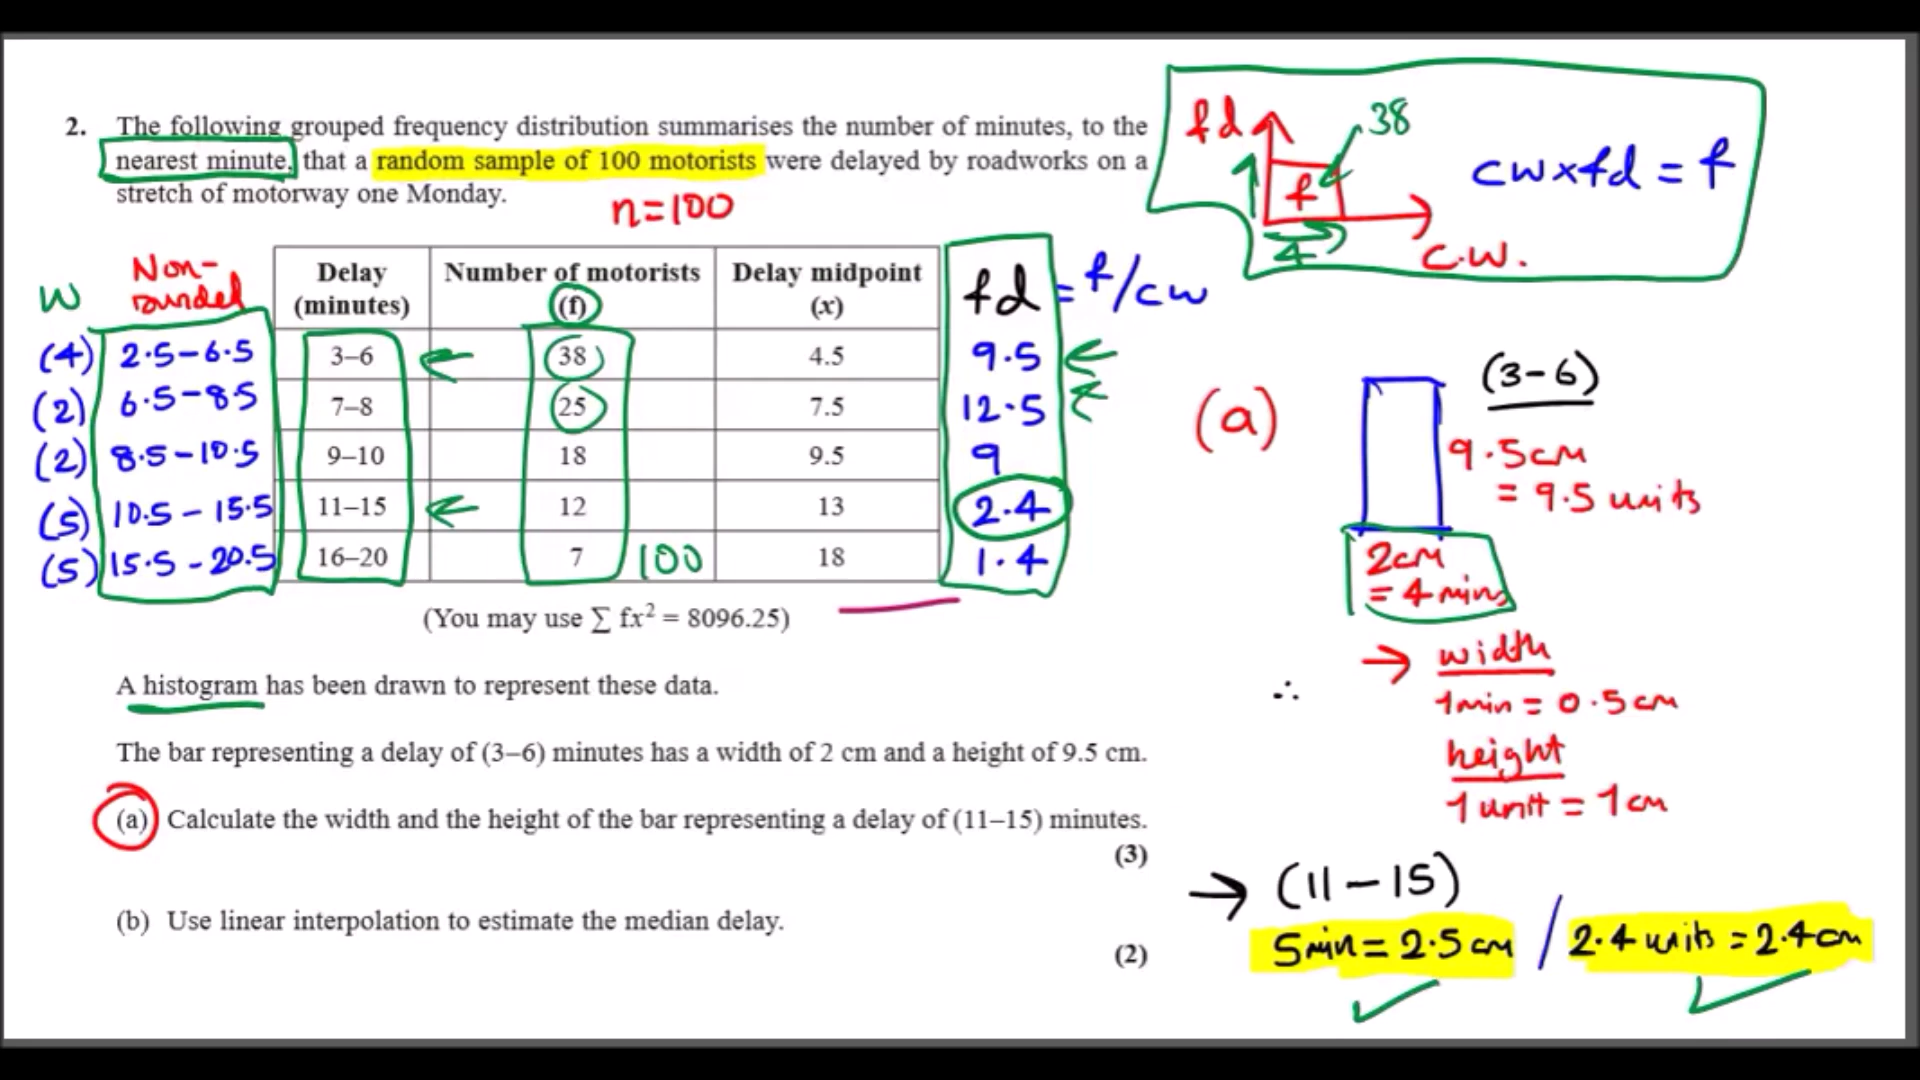 2. The following grouped frequency distribution summarises the number of minutes, to the
nearest minute, that a random sample of 100 motorists were delayed by roadworks on a
stretch of motorway one Monday.
n=100
fd
38
f
4
c.w.
cw×fd = f
W
Non-
rounded
Delay
(minutes)
Number of motorists
(f)
Delay midpoint
(x)
fd = f/cw
(4) 2.5–6.5 3–6 38 4.5 9.5
(2) 6.5–8.5 7–8 25 7.5 12.5
(2) 8.5–10.5 9–10 18 9.5 9
(5) 10.5–15.5 11–15 12 13 2.4
(5) 15.5–20.5 16–20 7 100 18 1.4
(You may use ∑ fx² = 8096.25)
A histogram has been drawn to represent these data.
The bar representing a delay of (3–6) minutes has a width of 2 cm and a height of 9.5 cm.
(a) Calculate the width and the height of the bar representing a delay of (11–15) minutes.
(3)
(b) Use linear interpolation to estimate the median delay.
(2)
(a)
(3–6)
9.5cm
= 9.5 units
2cm
= 4 mins
∴ → width
1min = 0.5cm
height
1 unit = 1cm
→ (11–15)
5min = 2.5cm / 2.4 units = 2.4cm